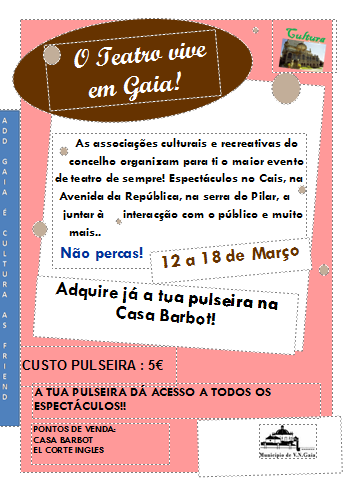 O Teatro vive
em Gaia!
Cultura
ADD GAIA É CULTURA AS FRIEND
As associações culturais e recreativas do
concelho organizam para ti o maior evento
de teatro de sempre! Espectáculos no Cais, na
Avenida da República, na serra do Pilar, a
juntar à interacção com o público e muito
mais..
Não percas!
12 a 18 de Março
Adquire já a tua pulseira na
Casa Barbot!
CUSTO PULSEIRA : 5€
A TUA PULSEIRA DÁ ACESSO A TODOS OS
ESPECTÁCULOS!!
PONTOS DE VENDA:
CASA BARBOT
EL CORTE INGLES
Município de V.N.Gaia